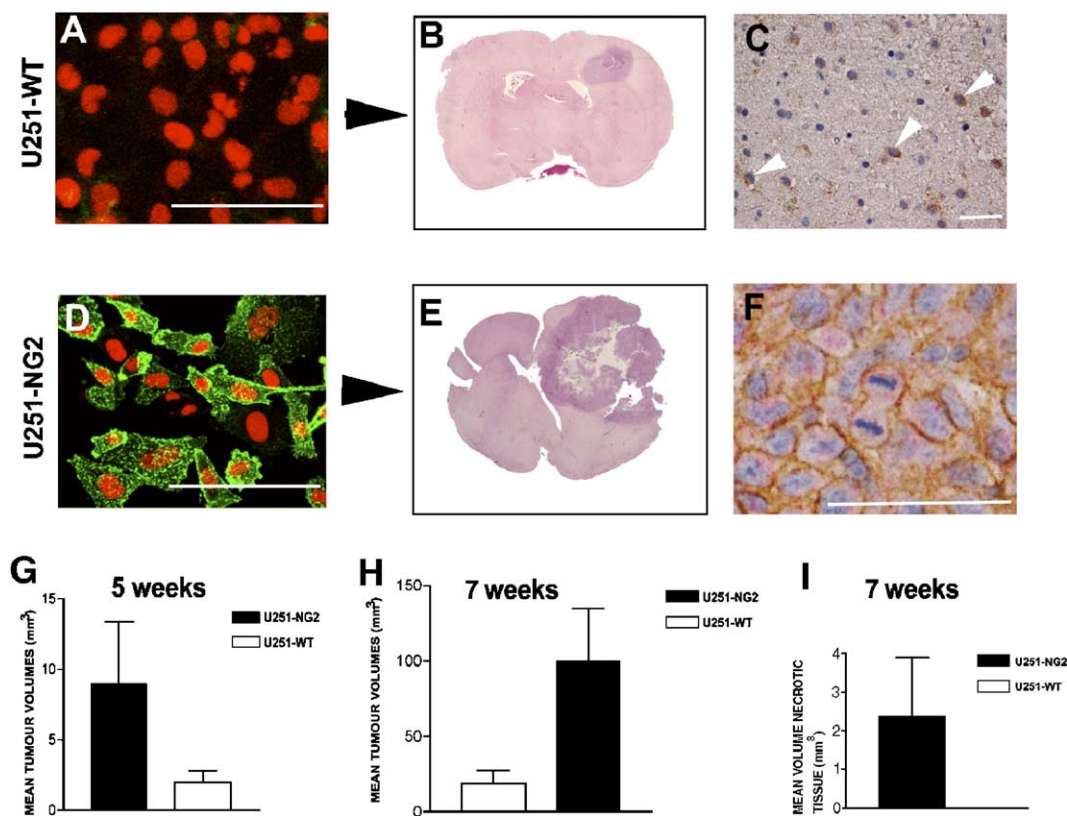 U251-WT
A
B
C
U251-NG2
D
E
F
G
5 weeks
MEAN TUMOUR VOLUMES (mm³)
15
10
5
0
U251-NG2
U251-WT
H
7 weeks
MEAN TUMOUR VOLUMES (mm³)
150
100
50
0
U251-NG2
U251-WT
I
7 weeks
MEAN VOLUME NECROTIC
TISSUE (mm³)
4
3
2
1
0
U251-NG2
U251-WT